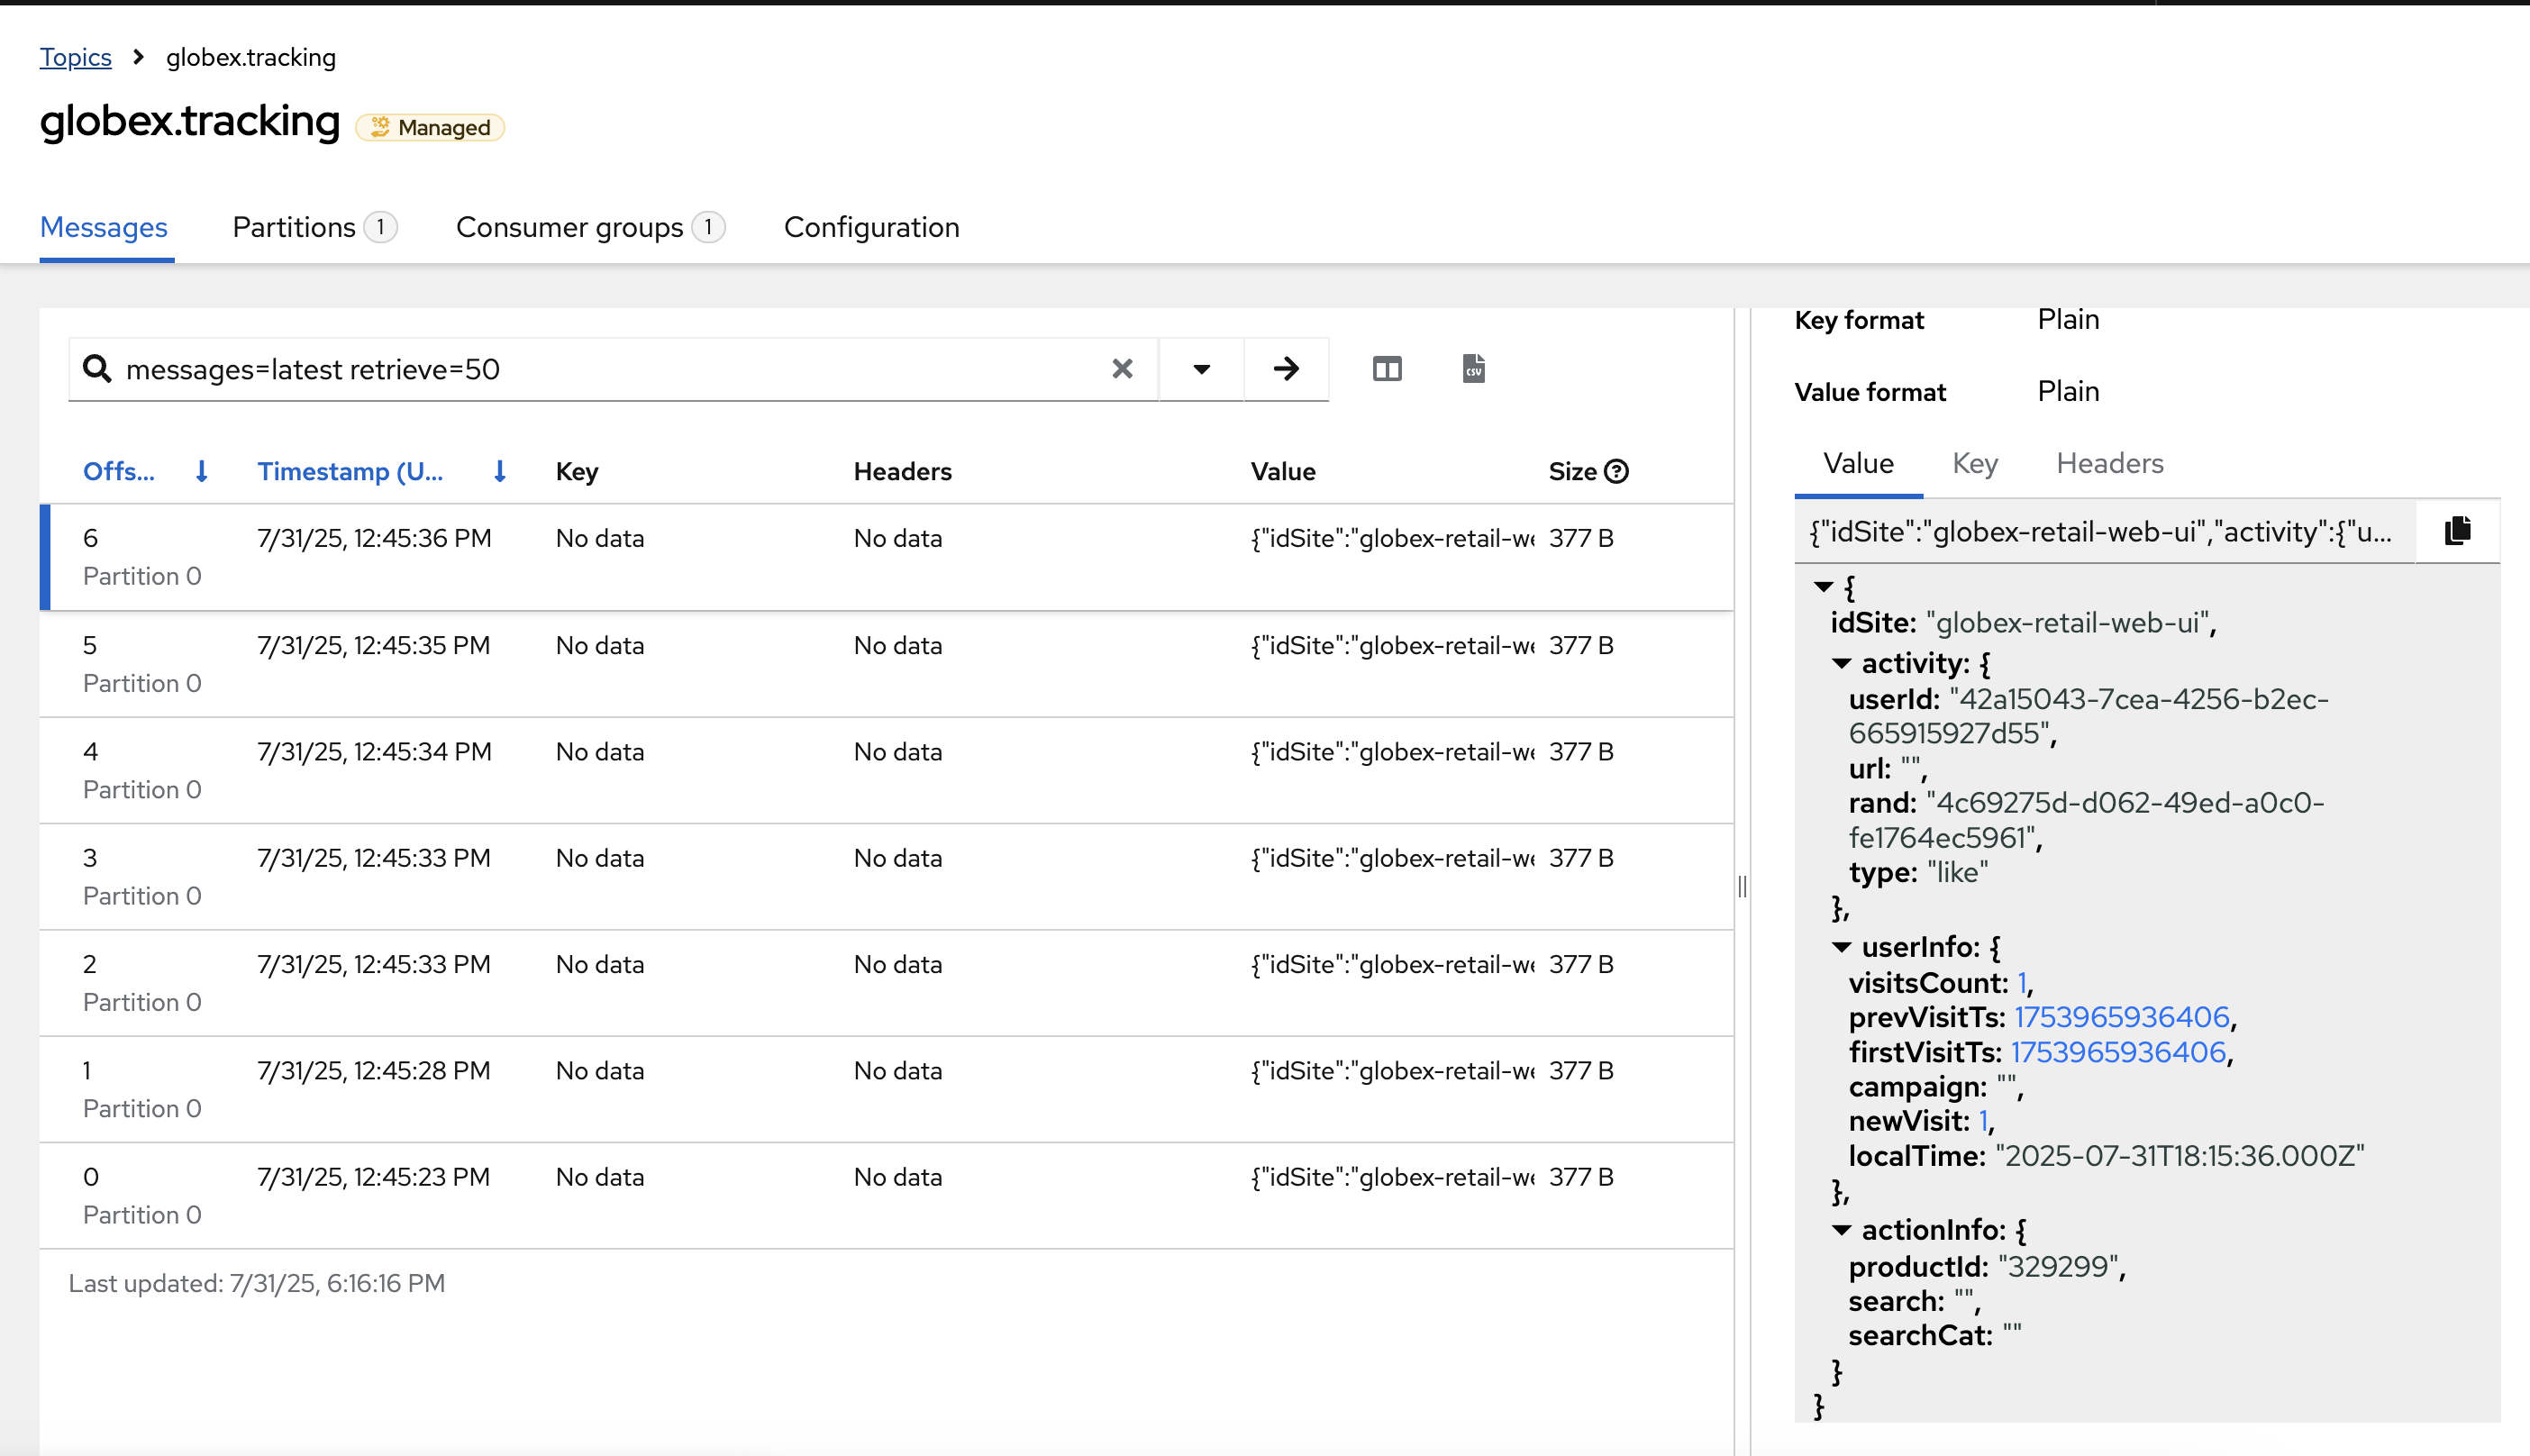 Topics > globex.tracking
globex.tracking Managed
Messages Partitions 1 Consumer groups 1 Configuration
messages=latest retrieve=50
CSV
Offs... Timestamp (U... Key Headers Value Size
6 7/31/25, 12:45:36 PM No data No data {"idSite":"globex-retail-we 377 B
Partition 0
5 7/31/25, 12:45:35 PM No data No data {"idSite":"globex-retail-we 377 B
Partition 0
4 7/31/25, 12:45:34 PM No data No data {"idSite":"globex-retail-we 377 B
Partition 0
3 7/31/25, 12:45:33 PM No data No data {"idSite":"globex-retail-we 377 B
Partition 0
2 7/31/25, 12:45:33 PM No data No data {"idSite":"globex-retail-we 377 B
Partition 0
1 7/31/25, 12:45:28 PM No data No data {"idSite":"globex-retail-we 377 B
Partition 0
0 7/31/25, 12:45:23 PM No data No data {"idSite":"globex-retail-we 377 B
Partition 0
Last updated: 7/31/25, 6:16:16 PM
Key format Plain
Value format Plain
Value Key Headers
{"idSite":"globex-retail-web-ui","activity":{"u...
{
idSite: "globex-retail-web-ui",
activity: {
userId: "42a15043-7cea-4256-b2ec-
665915927d55",
url: "",
rand: "4c69275d-d062-49ed-a0c0-
fe1764ec5961",
type: "like"
},
userInfo: {
visitsCount: 1,
prevVisitTs: 1753965936406,
firstVisitTs: 1753965936406,
campaign: "",
newVisit: 1,
localTime: "2025-07-31T18:15:36.000Z"
},
actionInfo: {
productId: "329299",
search: "",
searchCat: ""
}
}